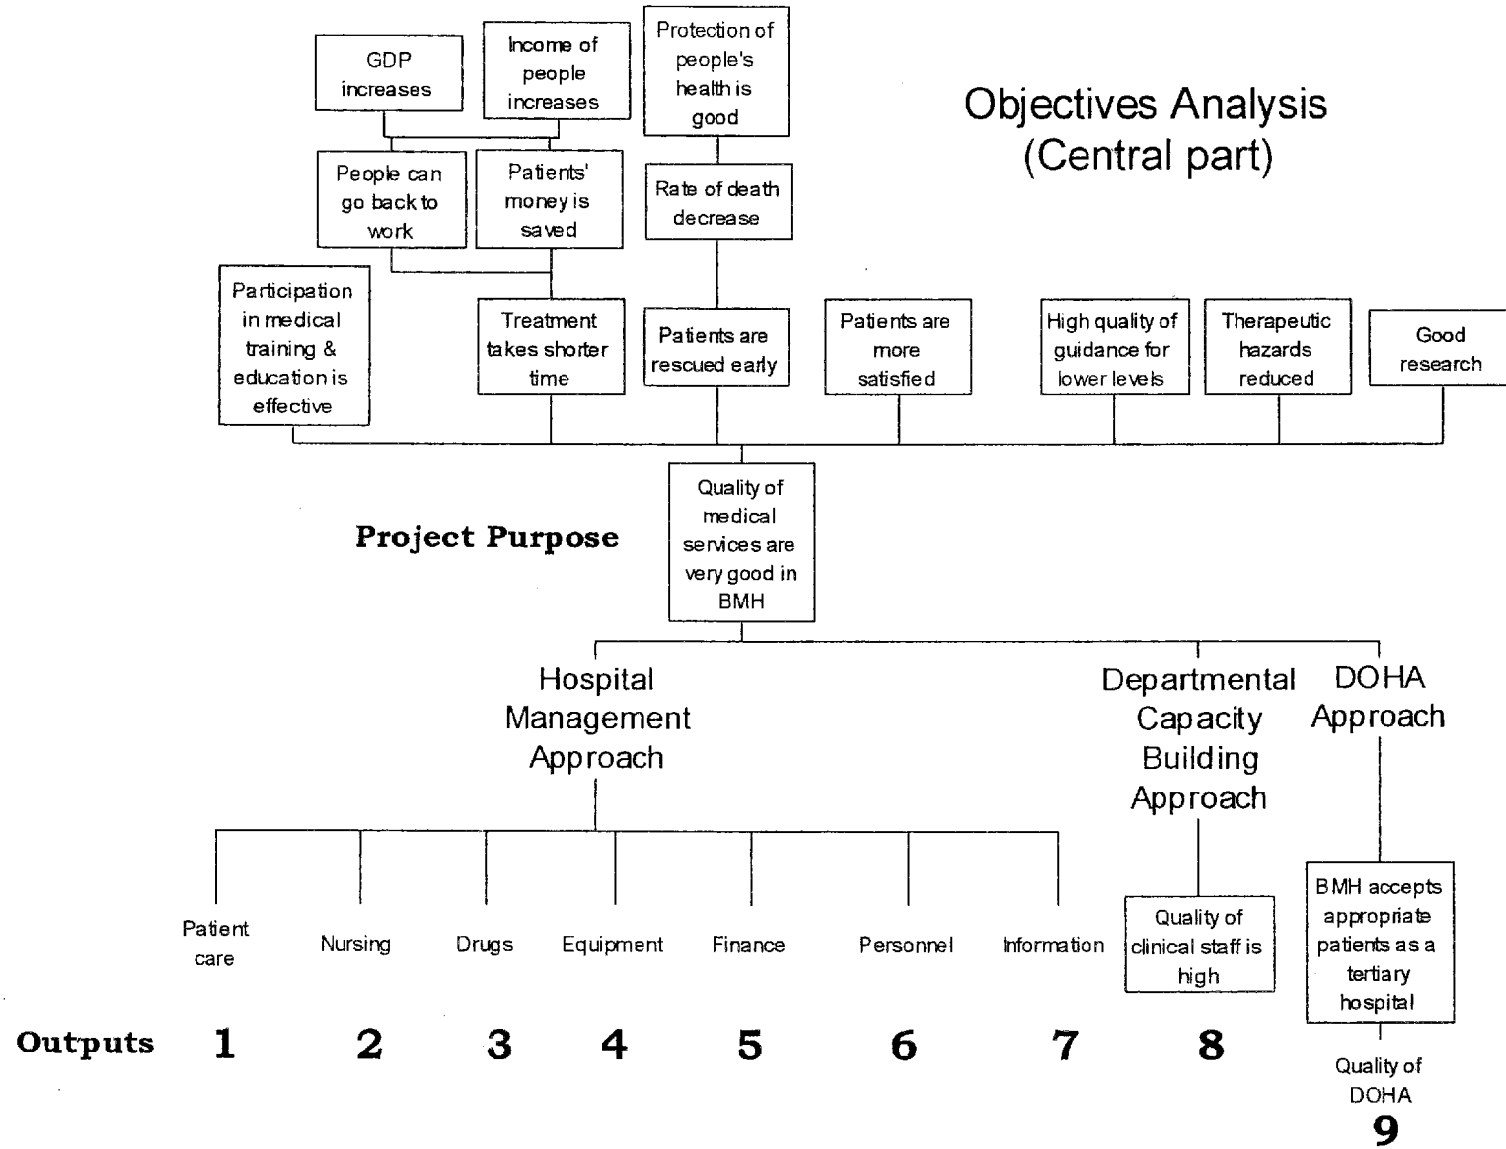 Objectives Analysis
(Central part)
GDP
increases
Income of
people
increases
Protection of
people's
health is
good
People can
go back to
work
Patients'
money is
saved
Rate of death
decrease
Participation
in medical
training &
education is
effective
Treatment
takes shorter
time
Patients are
rescued early
Patients are
more
satisfied
High quality of
guidance for
lower levels
Therapeutic
hazards
reduced
Good
research
Project Purpose
Quality of
medical
services are
very good in
BMH
Hospital
Management
Approach
Departmental
Capacity
Building
Approach
DOHA
Approach
Patient
care
Nursing
Drugs
Equipment
Finance
Personnel
Information
Quality of
clinical staff is
high
BMH accepts
appropriate
patients as a
tertiary
hospital
Outputs 1 2 3 4 5 6 7 8
Quality of
DOHA
9